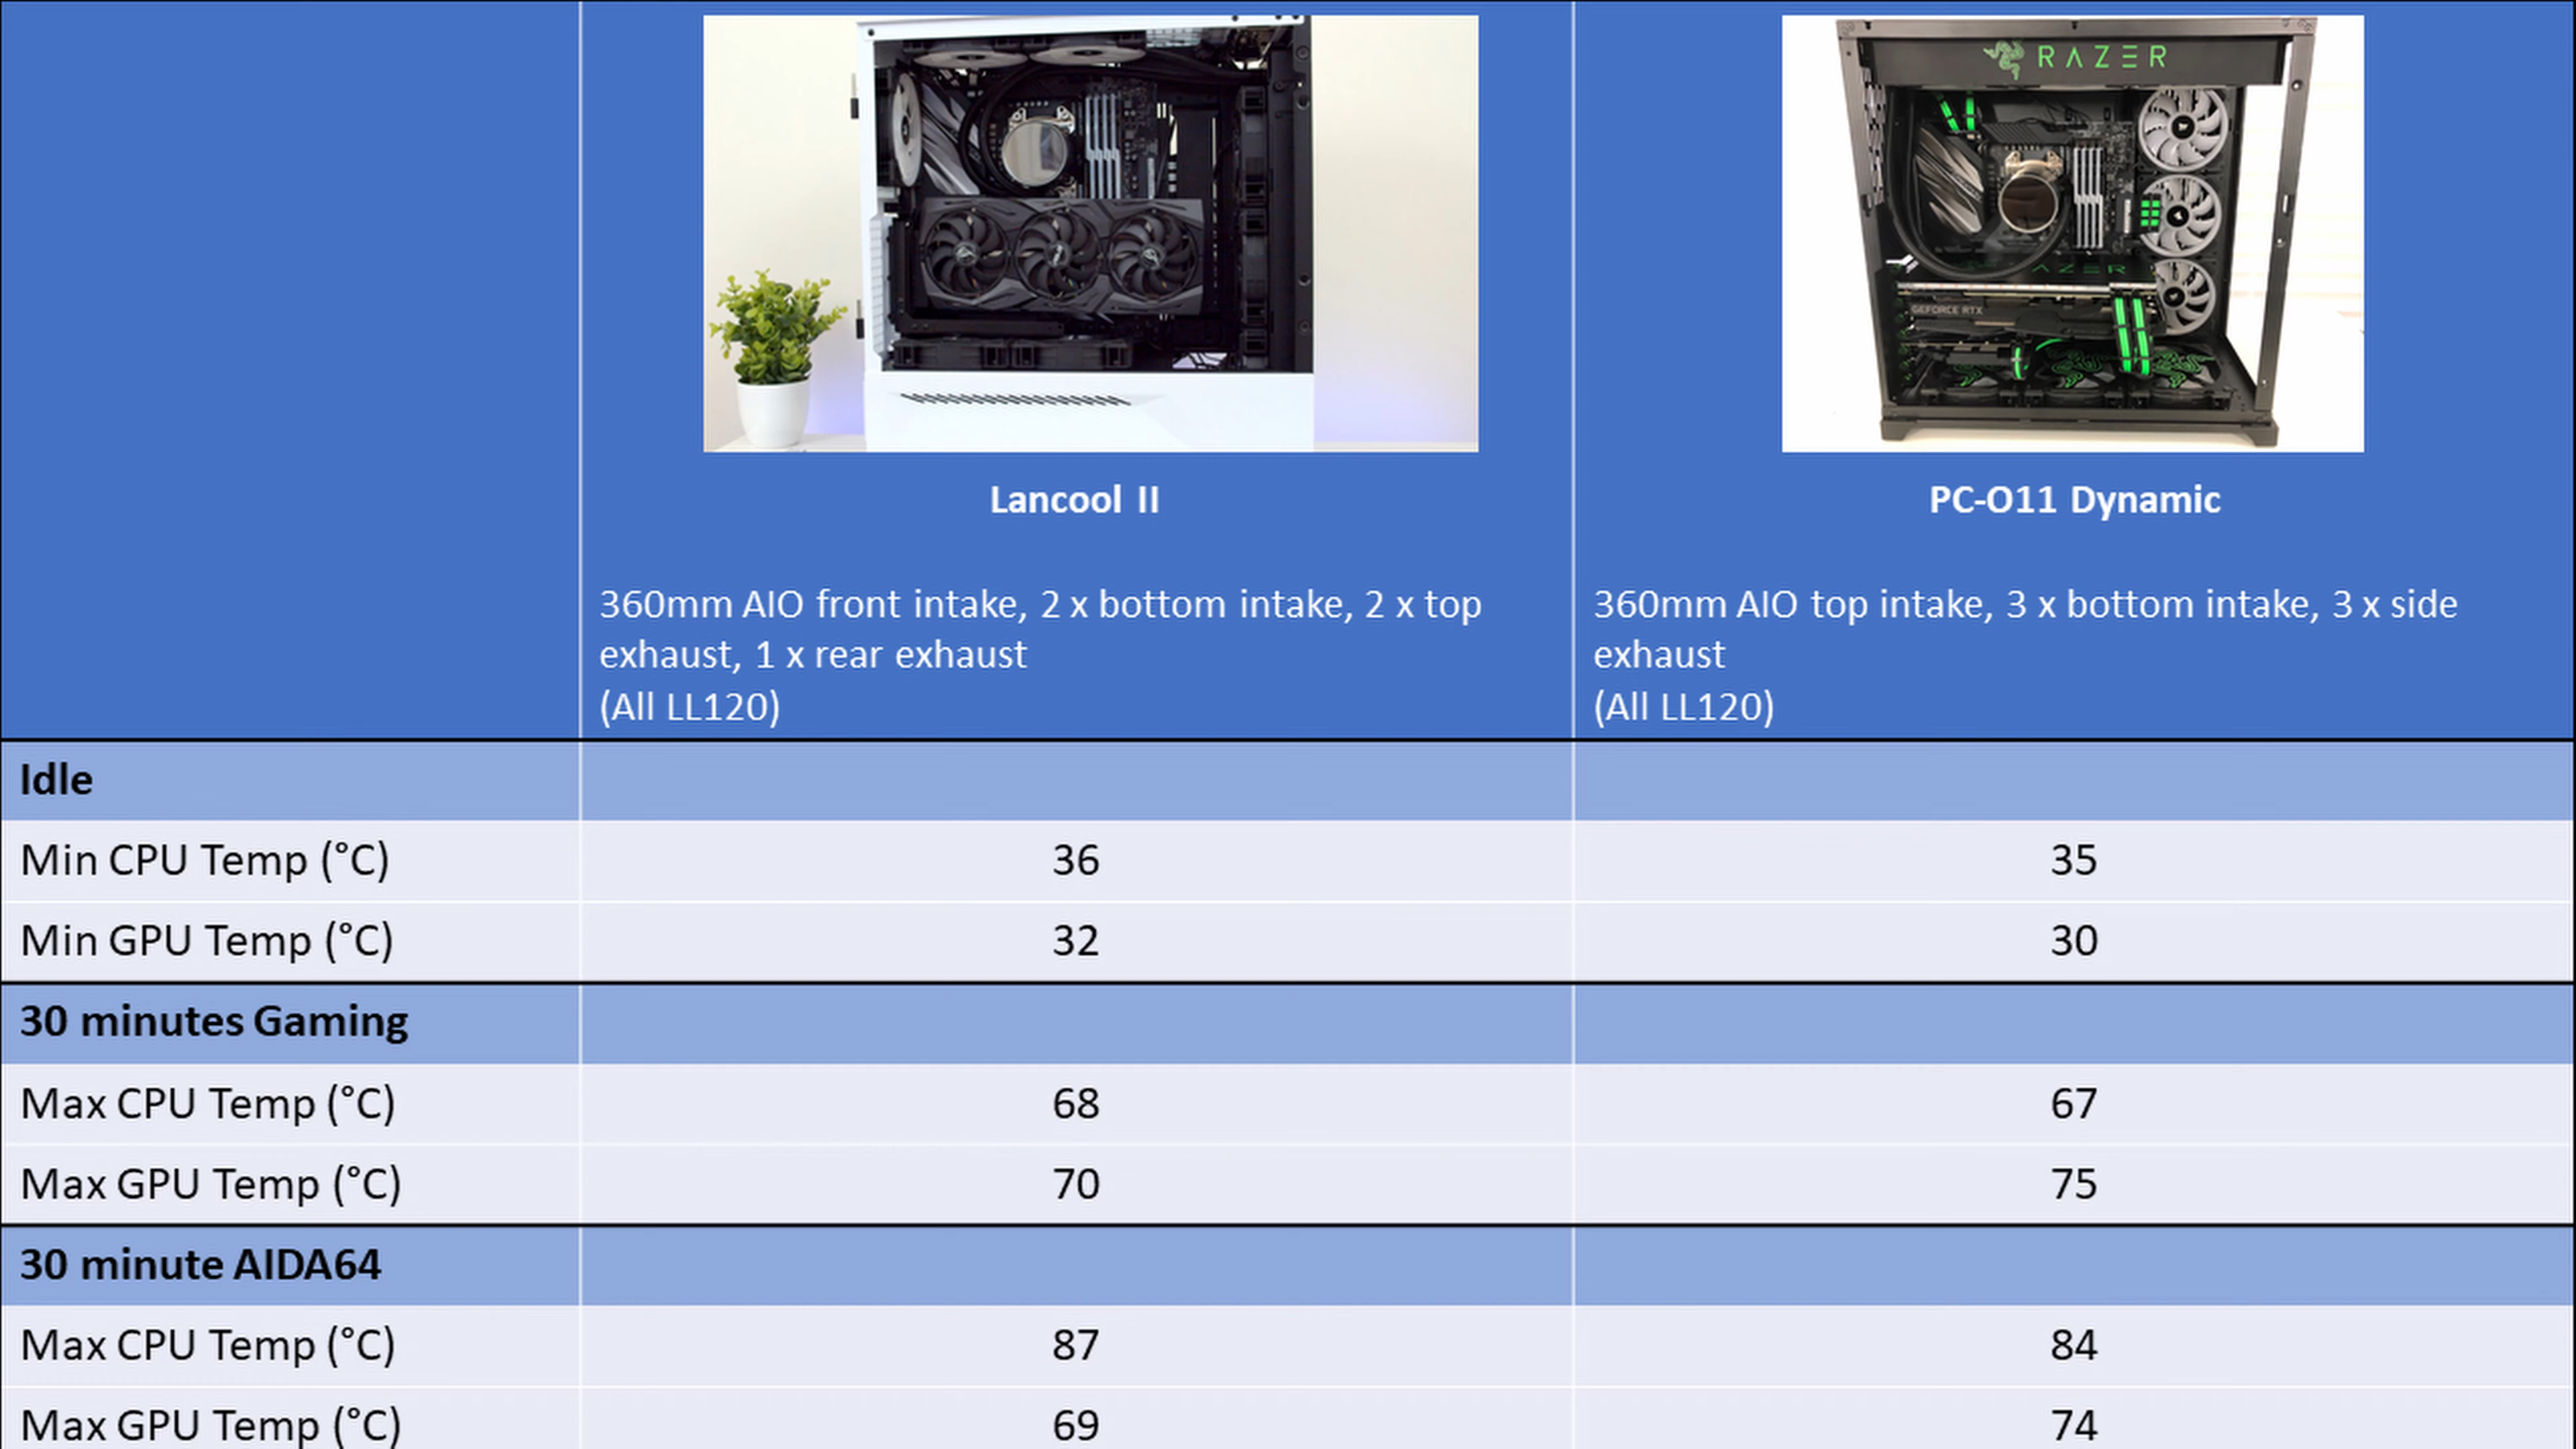 RAZER
AZER
GEFORCE RTX
Lancool II
PC-O11 Dynamic
360mm AIO front intake, 2 x bottom intake, 2 x top
exhaust, 1 x rear exhaust
(All LL120)
360mm AIO top intake, 3 x bottom intake, 3 x side
exhaust
(All LL120)
Idle
Min CPU Temp (°C) 36 35
Min GPU Temp (°C) 32 30
30 minutes Gaming
Max CPU Temp (°C) 68 67
Max GPU Temp (°C) 70 75
30 minute AIDA64
Max CPU Temp (°C) 87 84
Max GPU Temp (°C) 69 74